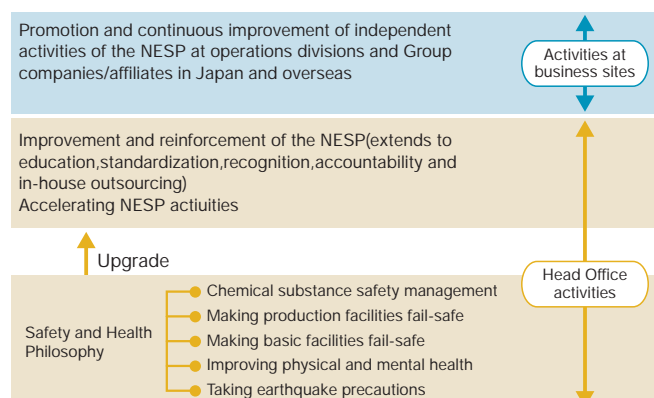 Promotion and continuous improvement of independent
activities of the NESP at operations divisions and Group
companies/affiliates in Japan and overseas
Activities at
business sites
Improvement and reinforcement of the NESP(extends to
education,standardization,recognition,accountability and
in-house outsourcing)
Accelerating NESP actiuities
Upgrade
Head Office
activities
Safety and Health
Philosophy
Chemical substance safety management
Making production facilities fail-safe
Making basic facilities fail-safe
Improving physical and mental health
Taking earthquake precautions